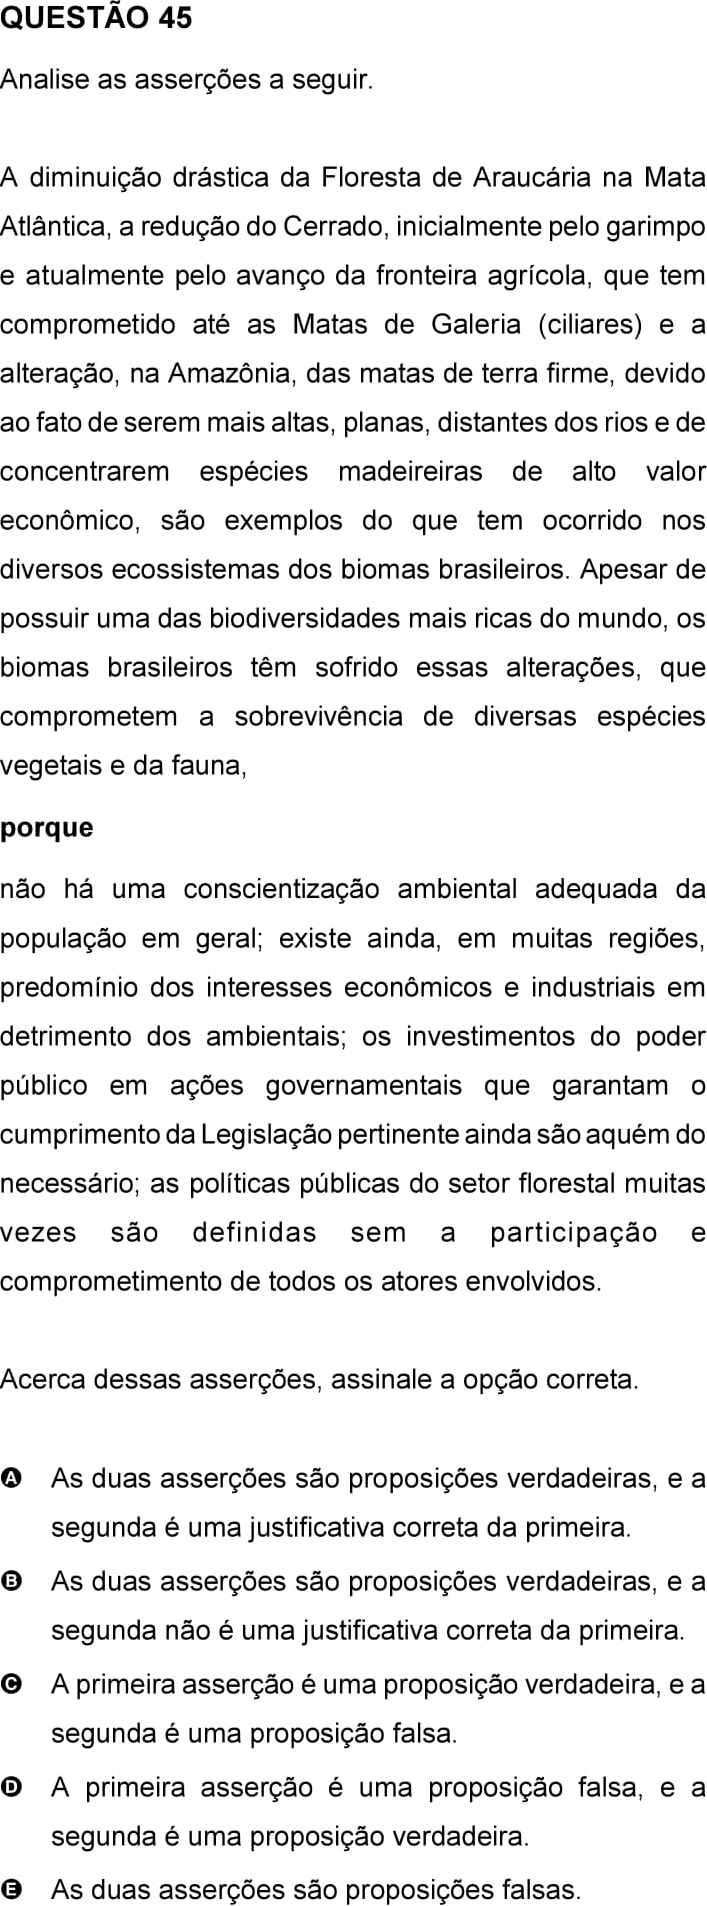 QUESTÃO 45
Analise as asserções a seguir.
A diminuição drástica da Floresta de Araucária na Mata
Atlântica, a redução do Cerrado, inicialmente pelo garimpo
e atualmente pelo avanço da fronteira agrícola, que tem
comprometido até as Matas de Galeria (ciliares) e a
alteração, na Amazônia, das matas de terra firme, devido
ao fato de serem mais altas, planas, distantes dos rios e de
concentrarem espécies madeireiras de alto valor
econômico, são exemplos do que tem ocorrido nos
diversos ecossistemas dos biomas brasileiros. Apesar de
possuir uma das biodiversidades mais ricas do mundo, os
biomas brasileiros têm sofrido essas alterações, que
comprometem a sobrevivência de diversas espécies
vegetais e da fauna,
porque
não há uma conscientização ambiental adequada da
população em geral; existe ainda, em muitas regiões,
predomínio dos interesses econômicos e industriais em
detrimento dos ambientais; os investimentos do poder
público em ações governamentais que garantam o
cumprimento da Legislação pertinente ainda são aquém do
necessário; as políticas públicas do setor florestal muitas
vezes são definidas sem a participação e
comprometimento de todos os atores envolvidos.
Acerca dessas asserções, assinale a opção correta.
A As duas asserções são proposições verdadeiras, e a
segunda é uma justificativa correta da primeira.
B As duas asserções são proposições verdadeiras, e a
segunda não é uma justificativa correta da primeira.
C A primeira asserção é uma proposição verdadeira, e a
segunda é uma proposição falsa.
D A primeira asserção é uma proposição falsa, e a
segunda é uma proposição verdadeira.
E As duas asserções são proposições falsas.